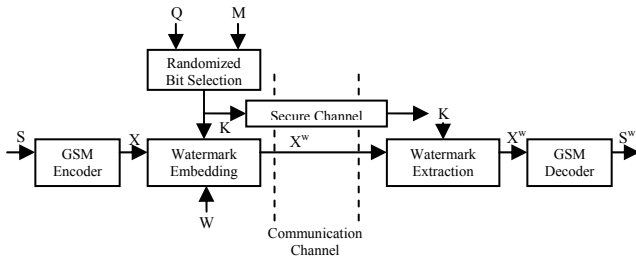 Q M
Randomized
Bit Selection
Secure Channel
K
K
S
GSM
Encoder
X
Watermark
Embedding
X^w
Watermark
Extraction
X^w
GSM
Decoder
S^w
W
Communication
Channel